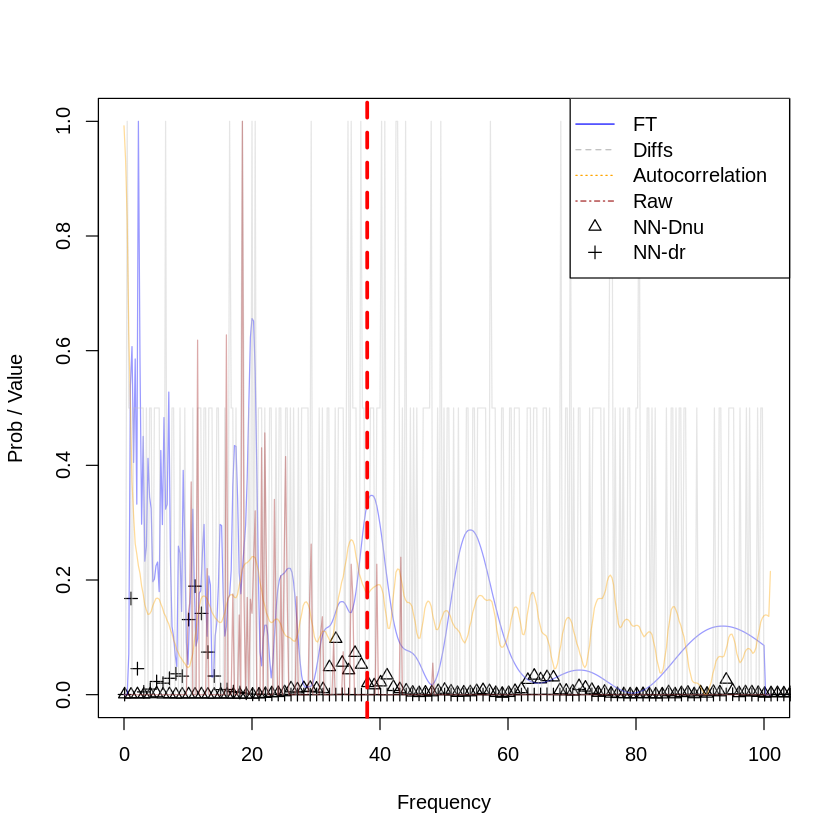 FT
Diffs
Autocorrelation
Raw
NN-Dnu
NN-dr
Prob / Value
0.0
0.2
0.4
0.6
0.8
1.0
0
20
40
60
80
100
Frequency